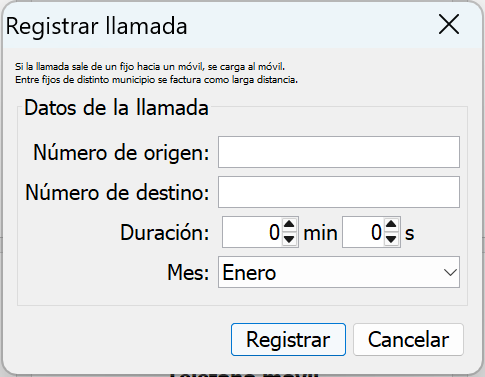 Registrar llamada
Si la llamada sale de un fijo hacia un móvil, se carga al móvil.
Entre fijos de distinto municipio se factura como larga distancia.
Datos de la llamada
Número de origen:
Número de destino:
Duración: 0 min 0 s
Mes: Enero
Registrar Cancelar